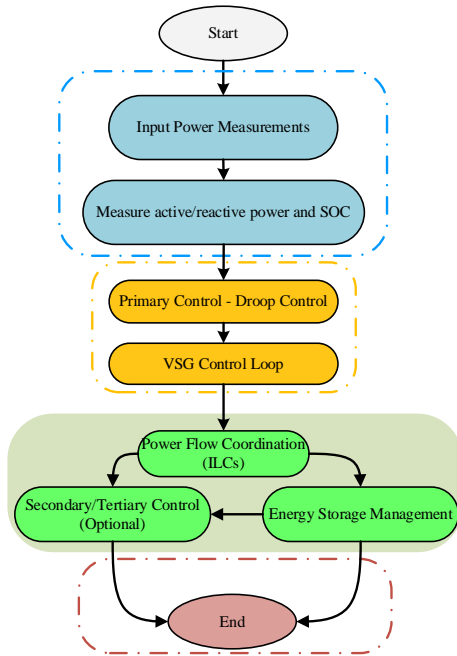 Start
Input Power Measurements
Measure active/reactive power and SOC
Primary Control - Droop Control
VSG Control Loop
Power Flow Coordination
(ILCs)
Secondary/Tertiary Control
(Optional)
Energy Storage Management
End